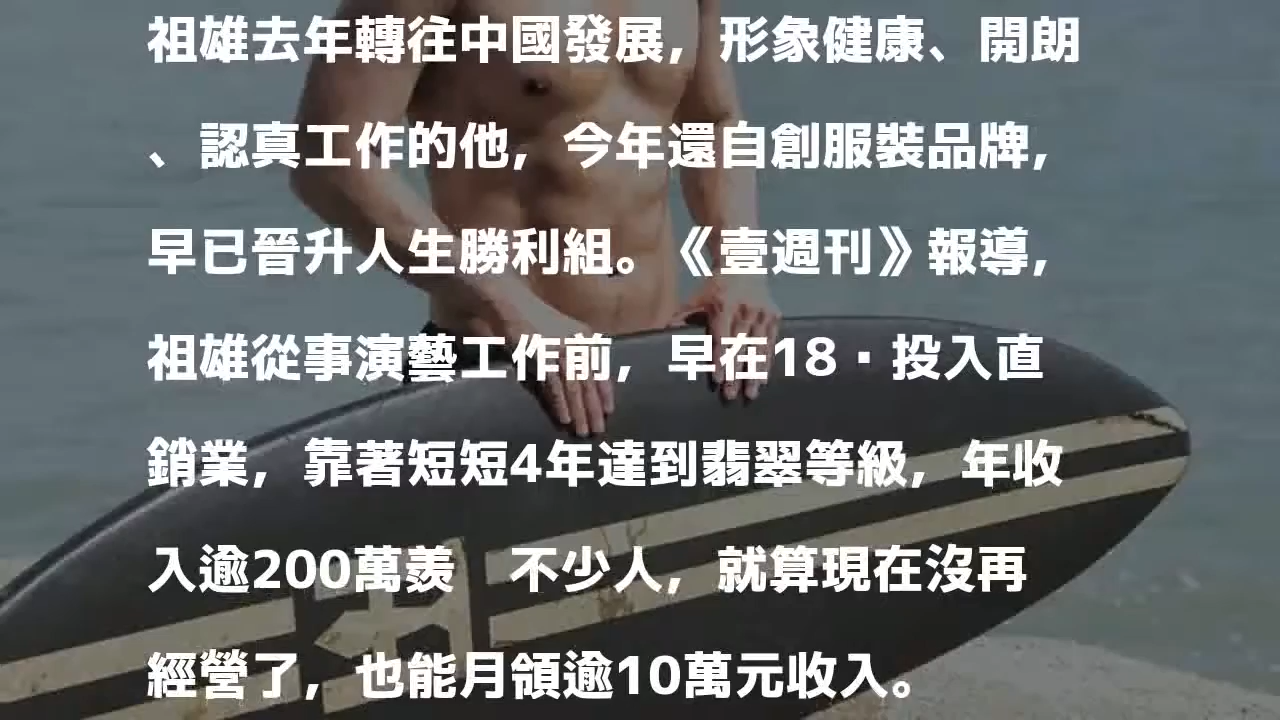 祖雄去年轉往中國發展，形象健康、開朗
、認真工作的他，今年還自創服裝品牌，
早已晉升人生勝利組。《壹週刊》報導，
祖雄從事演藝工作前，早在18·投入直
銷業，靠著短短4年達到翡翠等級，年收
入逾200萬羨　不少人，就算現在沒再
經營了，也能月領逾10萬元收入。